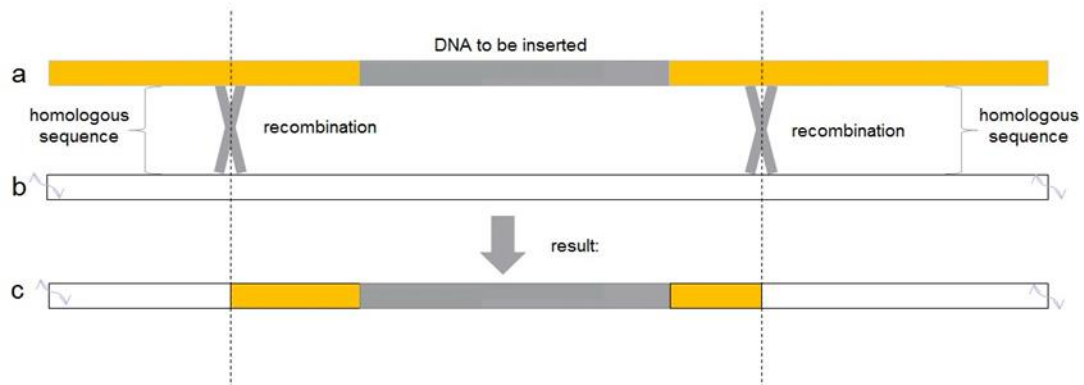 DNA to be inserted
a
homologous
sequence
recombination
recombination
homologous
sequence
b
result:
c